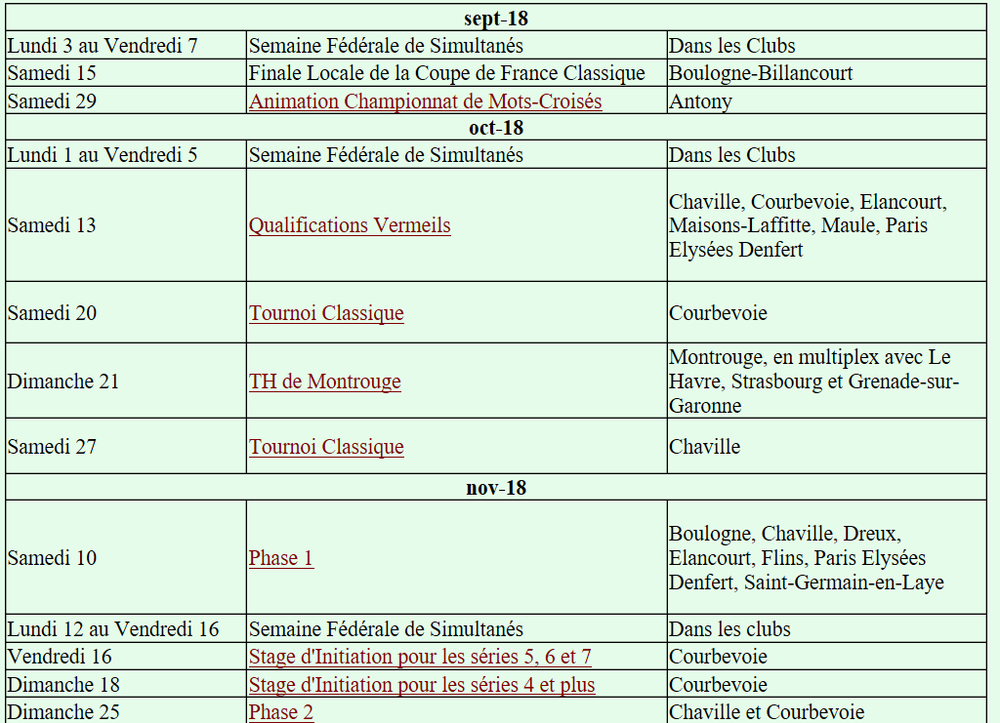 sept-18
Lundi 3 au Vendredi 7 Semaine Fédérale de Simultanés Dans les Clubs
Samedi 15 Finale Locale de la Coupe de France Classique Boulogne-Billancourt
Samedi 29 Animation Championnat de Mots-Croisés Antony
oct-18
Lundi 1 au Vendredi 5 Semaine Fédérale de Simultanés Dans les Clubs
Samedi 13 Qualifications Vermeils
Chaville, Courbevoie, Elancourt,
Maisons-Laffitte, Maule, Paris
Elysées Denfert
Samedi 20 Tournoi Classique Courbevoie
Dimanche 21 TH de Montrouge
Montrouge, en multiplex avec Le
Havre, Strasbourg et Grenade-sur-
Garonne
Samedi 27 Tournoi Classique Chaville
nov-18
Samedi 10 Phase 1
Boulogne, Chaville, Dreux,
Elancourt, Flins, Paris Elysées
Denfert, Saint-Germain-en-Laye
Lundi 12 au Vendredi 16 Semaine Fédérale de Simultanés Dans les clubs
Vendredi 16 Stage d'Initiation pour les séries 5, 6 et 7 Courbevoie
Dimanche 18 Stage d'Initiation pour les séries 4 et plus Courbevoie
Dimanche 25 Phase 2 Chaville et Courbevoie